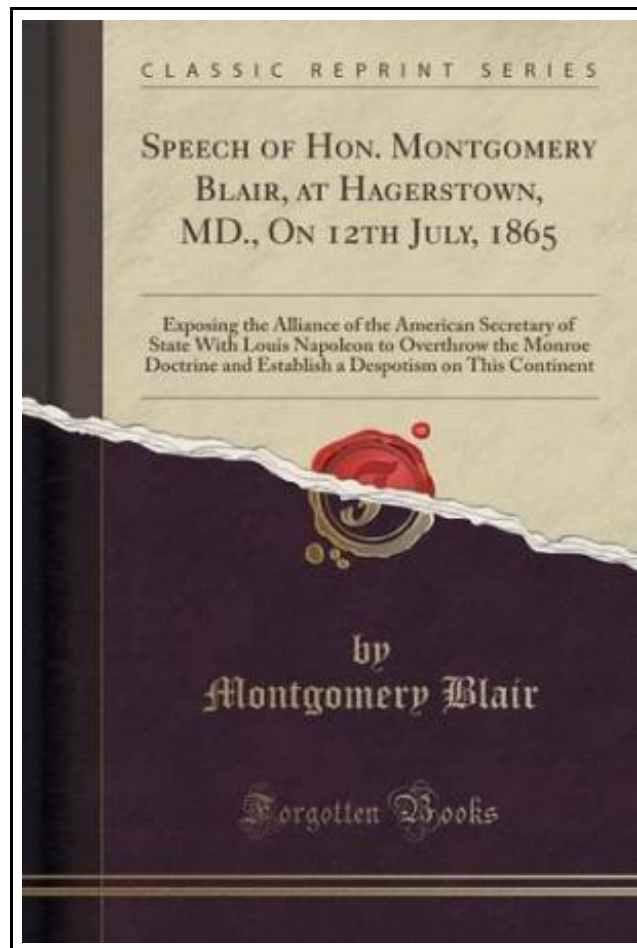 CLASSIC REPRINT SERIES
SPEECH OF HON. MONTGOMERY
BLAIR, AT HAGERSTOWN,
MD., ON 12TH JULY, 1865
Exposing the Alliance of the American Secretary of
State With Louis Napoleon to Overthrow the Monroe
Doctrine and Establish a Despotism on This Continent
by
Montgomery Blair
Forgotten Books